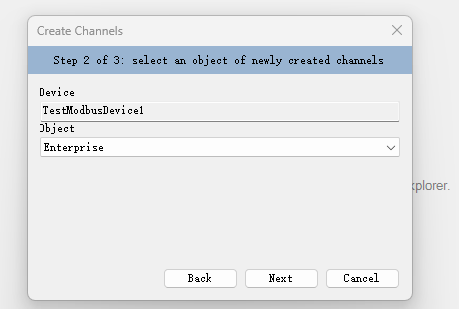 Create Channels
Step 2 of 3: select an object of newly created channels
Device
TestModbusDevice1
Object
Enterprise
xplorer.
Back Next Cancel